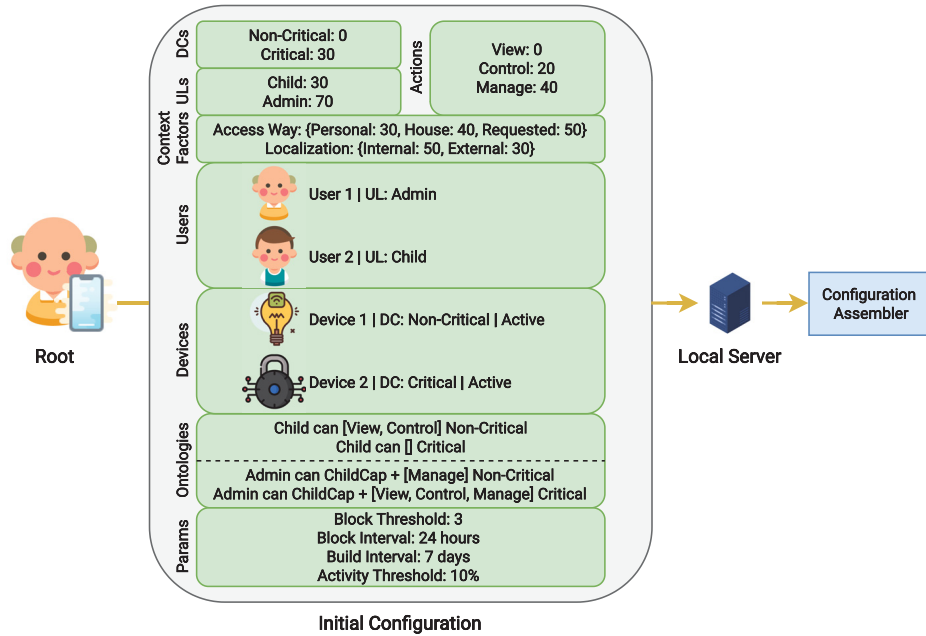 DCs
Non-Critical: 0
Critical: 30
Actions
View: 0
Control: 20
Manage: 40
ULs
Child: 30
Admin: 70
Context
Factors
Access Way: {Personal: 30, House: 40, Requested: 50}
Localization: {Internal: 50, External: 30}
Users
User 1 | UL: Admin
User 2 | UL: Child
Devices
Device 1 | DC: Non-Critical | Active
Device 2 | DC: Critical | Active
Ontologies
Child can [View, Control] Non-Critical
Child can [] Critical
Admin can ChildCap + [Manage] Non-Critical
Admin can ChildCap + [View, Control, Manage] Critical
Params
Block Threshold: 3
Block Interval: 24 hours
Build Interval: 7 days
Activity Threshold: 10%
Initial Configuration
Root
Local Server
Configuration
Assembler